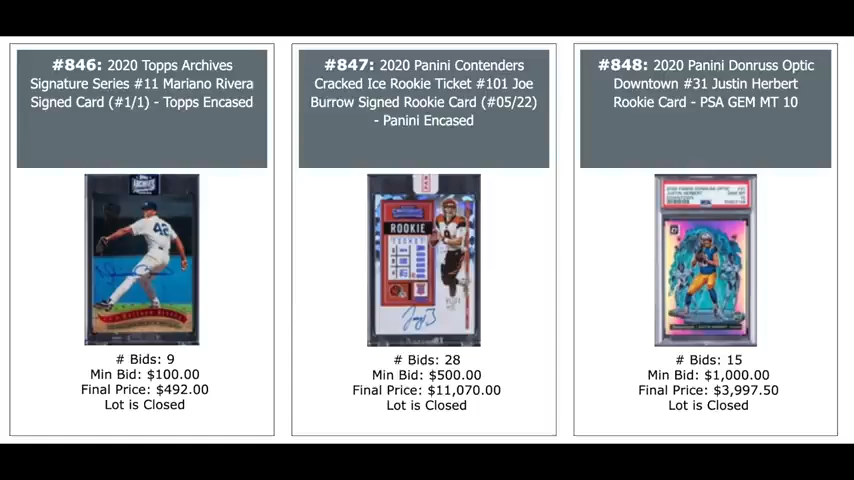 #846: 2020 Topps Archives
Signature Series #11 Mariano Rivera
Signed Card (#1/1) - Topps Encased
#847: 2020 Panini Contenders
Cracked Ice Rookie Ticket #101 Joe
Burrow Signed Rookie Card (#05/22)
- Panini Encased
#848: 2020 Panini Donruss Optic
Downtown #31 Justin Herbert
Rookie Card - PSA GEM MT 10
ARCHIVES
42
ROOKIE
TICKET
# Bids: 9
Min Bid: $100.00
Final Price: $492.00
Lot is Closed
# Bids: 28
Min Bid: $500.00
Final Price: $11,070.00
Lot is Closed
# Bids: 15
Min Bid: $1,000.00
Final Price: $3,997.50
Lot is Closed